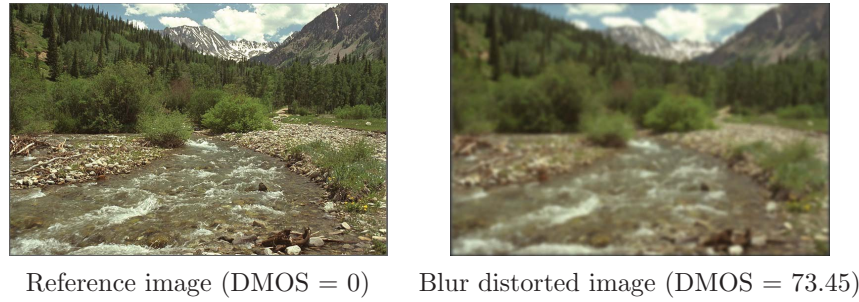 Reference image (DMOS = 0)
Blur distorted image (DMOS = 73.45)